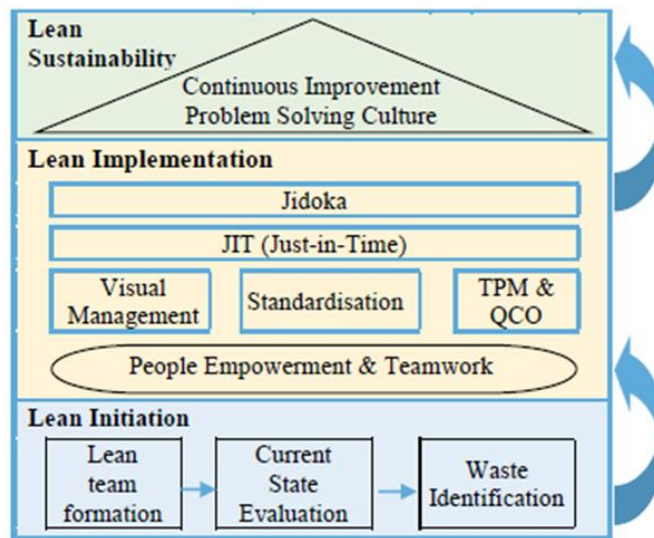 Lean
Sustainability
Continuous Improvement
Problem Solving Culture
Lean Implementation
Jidoka
JIT (Just-in-Time)
Visual
Management
Standardisation
TPM &
QCO
People Empowerment & Teamwork
Lean Initiation
Lean
team
formation
Current
State
Evaluation
Waste
Identification